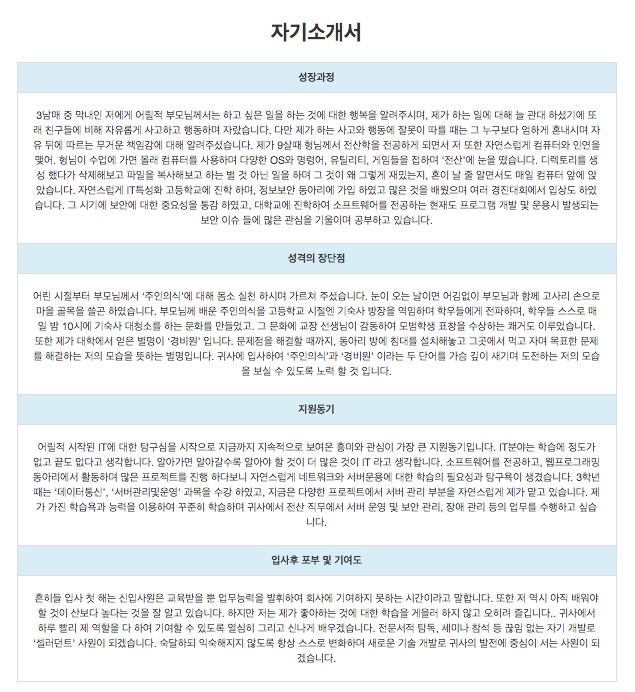 자기소개서
성장과정
3남매 중 막내인 저에게 어릴적 부모님께서는 하고 싶은 일을 하는 것에 대한 행복을 알려주시며, 제가 하는 일에 대해 늘 관대 하셨기에 또
래 친구들에 비해 자유롭게 사고하고 행동하며 자랐습니다. 다만 제가 하는 사고와 행동에 잘못이 따를 때는 그 누구보다 엄하게 혼내시며 자
유 뒤에 따르는 무거운 책임감에 대해 알려주셨습니다. 제가 9살때 형님께서 전산학을 전공하게 되면서 저 또한 자연스럽게 컴퓨터와 인연을
맺어. 형님이 수업에 가면 몰래 컴퓨터를 사용하며 다양한 OS와 명령어, 유틸리티, 게임들을 접하며 ‘전산’에 눈을 떴습니다. 디렉토리를 생
성 했다가 삭제해보고 파일을 복사해보고 하는 별 것 아닌 일을 하며 그 것이 왜 그렇게 재밌는지, 혼이 날 줄 알면서도 매일 컴퓨터 앞에 앉
았습니다. 자연스럽게 IT특성화 고등학교에 진학 하며, 정보보안 동아리에 가입 하였고 많은 것을 배웠으며 여러 경진대회에서 입상도 하였
습니다. 그 시기에 보안에 대한 중요성을 통감 하였고, 대학교에 진학하여 소프트웨어를 전공하는 현재도 프로그램 개발 및 운용시 발생되는
보안 이슈 들에 많은 관심을 기울이며 공부하고 있습니다.
성격의 장단점
어린 시절부터 부모님께서 ‘주인의식’에 대해 몸소 실천 하시며 가르쳐 주셨습니다. 눈이 오는 날이면 어김없이 부모님과 함께 고사리 손으로
마을 골목을 쓸곤 하였습니다. 부모님께 배운 주인의식을 고등학교 시절엔 기숙사 방장을 역임하며 학우들에게 전파하며, 학우들 스스로 매
일 밤 10시에 기숙사 대청소를 하는 문화를 만들었고. 그 문화에 교장 선생님이 감동하여 모범학생 표창을 수상하는 쾌거도 이루었습니다.
또한 제가 대학에서 얻은 별명이 ‘경비원’ 입니다. 문제점을 해결할 때까지, 동아리 방에 침대를 설치해놓고 그곳에서 먹고 자며 목표한 문제
를 해결하는 저의 모습을 뜻하는 별명입니다. 귀사에 입사하여 ‘주인의식’과 ‘경비원’ 이라는 두 단어를 가슴 깊이 새기며 도전하는 저의 모습
을 보실 수 있도록 노력 할 것 입니다.
지원동기
어릴적 시작된 IT에 대한 탐구심을 시작으로 지금까지 지속적으로 보여온 흥미와 관심이 가장 큰 지원동기입니다. IT분야는 학습에 정도가
없고 끝도 없다고 생각합니다. 알아가면 알아갈수록 알아야 할 것이 더 많은 것이 IT 라고 생각합니다. 소프트웨어를 전공하고, 웹프로그래밍
동아리에서 활동하며 많은 프로젝트를 진행 하다보니 자연스럽게 네트워크와 서버운용에 대한 학습의 필요성과 탐구욕이 생겼습니다. 3학년
때는 ‘데이터통신’, ‘서버관리및운영’ 과목을 수강 하였고, 지금은 다양한 프로젝트에서 서버 관리 부분을 자연스럽게 제가 맡고 있습니다. 제
가 가진 학습욕과 능력을 이용하여 꾸준히 학습하며 귀사에서 전산 직무에서 서버 운영 및 보안 관리, 장애 관리 등의 업무를 수행하고 싶습
니다.
입사후 포부 및 기여도
흔히들 입사 첫 해는 신입사원은 교육받을 뿐 업무능력을 발휘하여 회사에 기여하지 못하는 시간이라고 말합니다. 또한 저 역시 아직 배워야
할 것이 산보다 높다는 것을 잘 알고 있습니다. 하지만 저는 제가 좋아하는 것에 대한 학습을 게을러 하지 않고 오히려 즐깁니다.. 귀사에서
하루 빨리 제 역할을 다 하여 기여할 수 있도록 열심히 그리고 신나게 배우겠습니다. 전문서적 탐독, 세미나 참석 등 끊임 없는 자기 개발로
‘샐러던트’ 사원이 되겠습니다. 숙달하되 익숙해지지 않도록 항상 스스로 변화하며 새로운 기술 개발로 귀사의 발전에 중심이 서는 사원이 되
겠습니다.